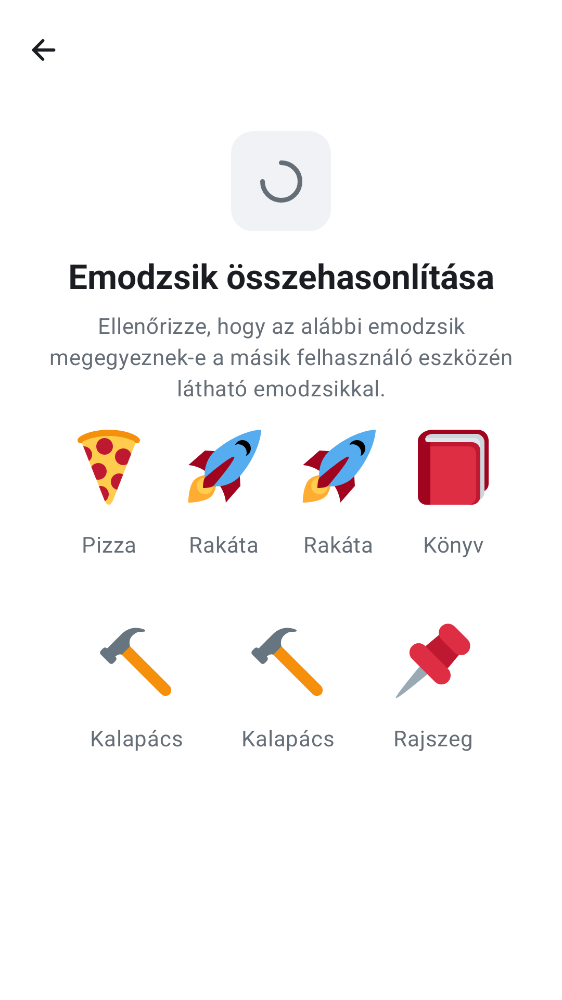 Emodzsik összehasonlítása
Ellenőrizze, hogy az alábbi emodzsik
megegyeznek-e a másik felhasználó eszközén
látható emodzsikkal.
Pizza Rakáta Rakáta Könyv
Kalapács Kalapács Rajszeg